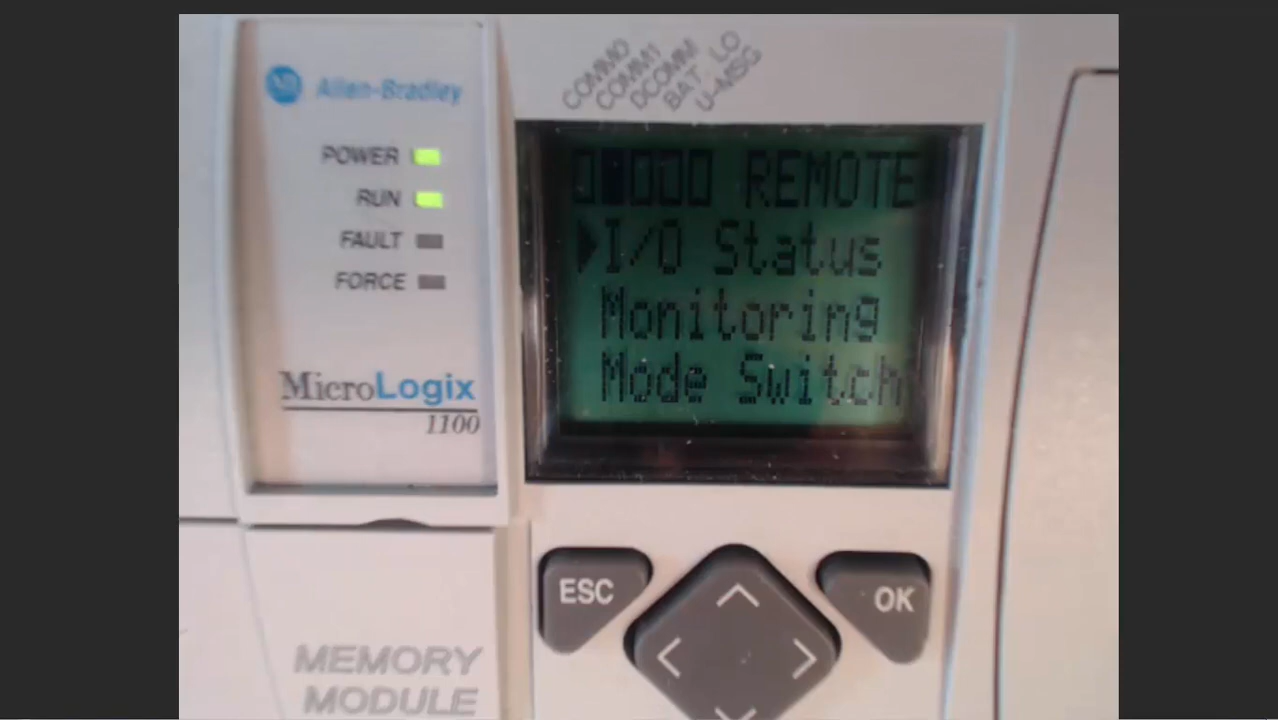 Allen-Bradley
POWER
RUN
FAULT
FORCE
MicroLogix
1100
COMM0
COMM1
DCOMM
BAT LO
U-MSG
REMOTE
I/O Status
Monitoring
Mode Switch
ESC
OK
MEMORY
MODULE